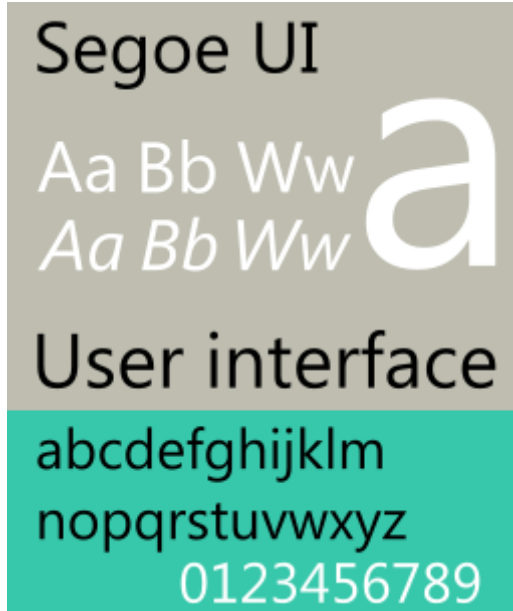 Segoe UI
a
Aa Bb Ww
Aa Bb Ww
User interface
abcdefghijklm
nopqrstuvwxyz
0123456789